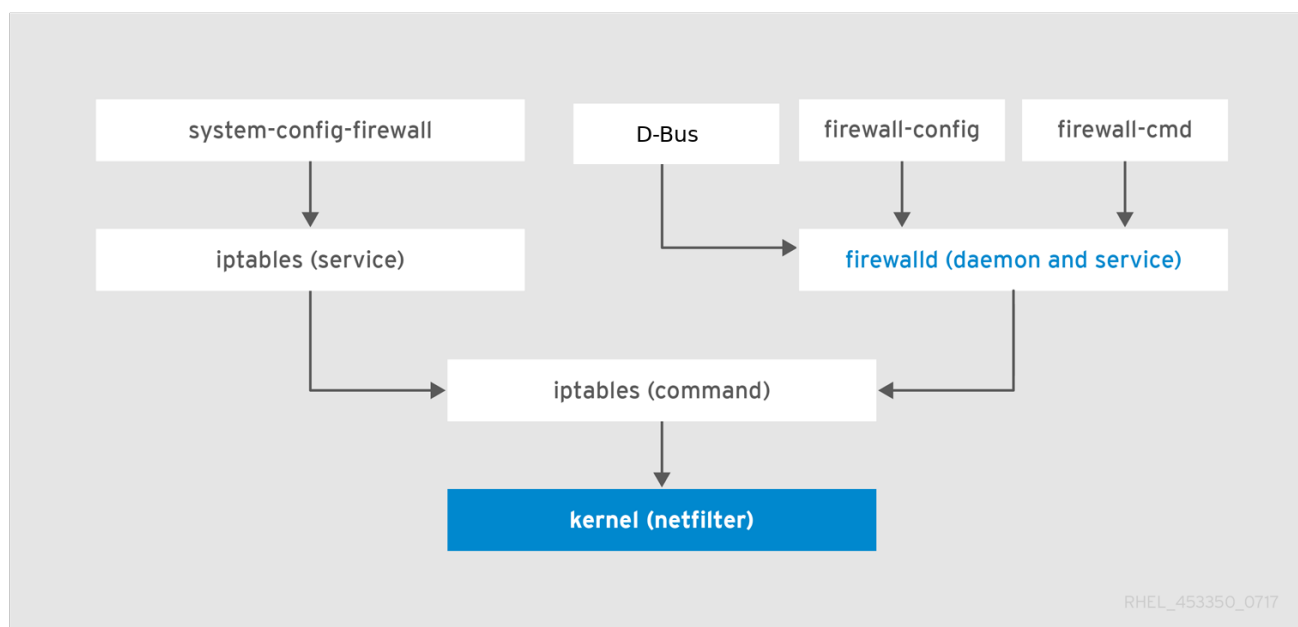 system-config-firewall
D-Bus
firewall-config
firewall-cmd
iptables (service)
firewalld (daemon and service)
iptables (command)
kernel (netfilter)
RHEL_453350_0717